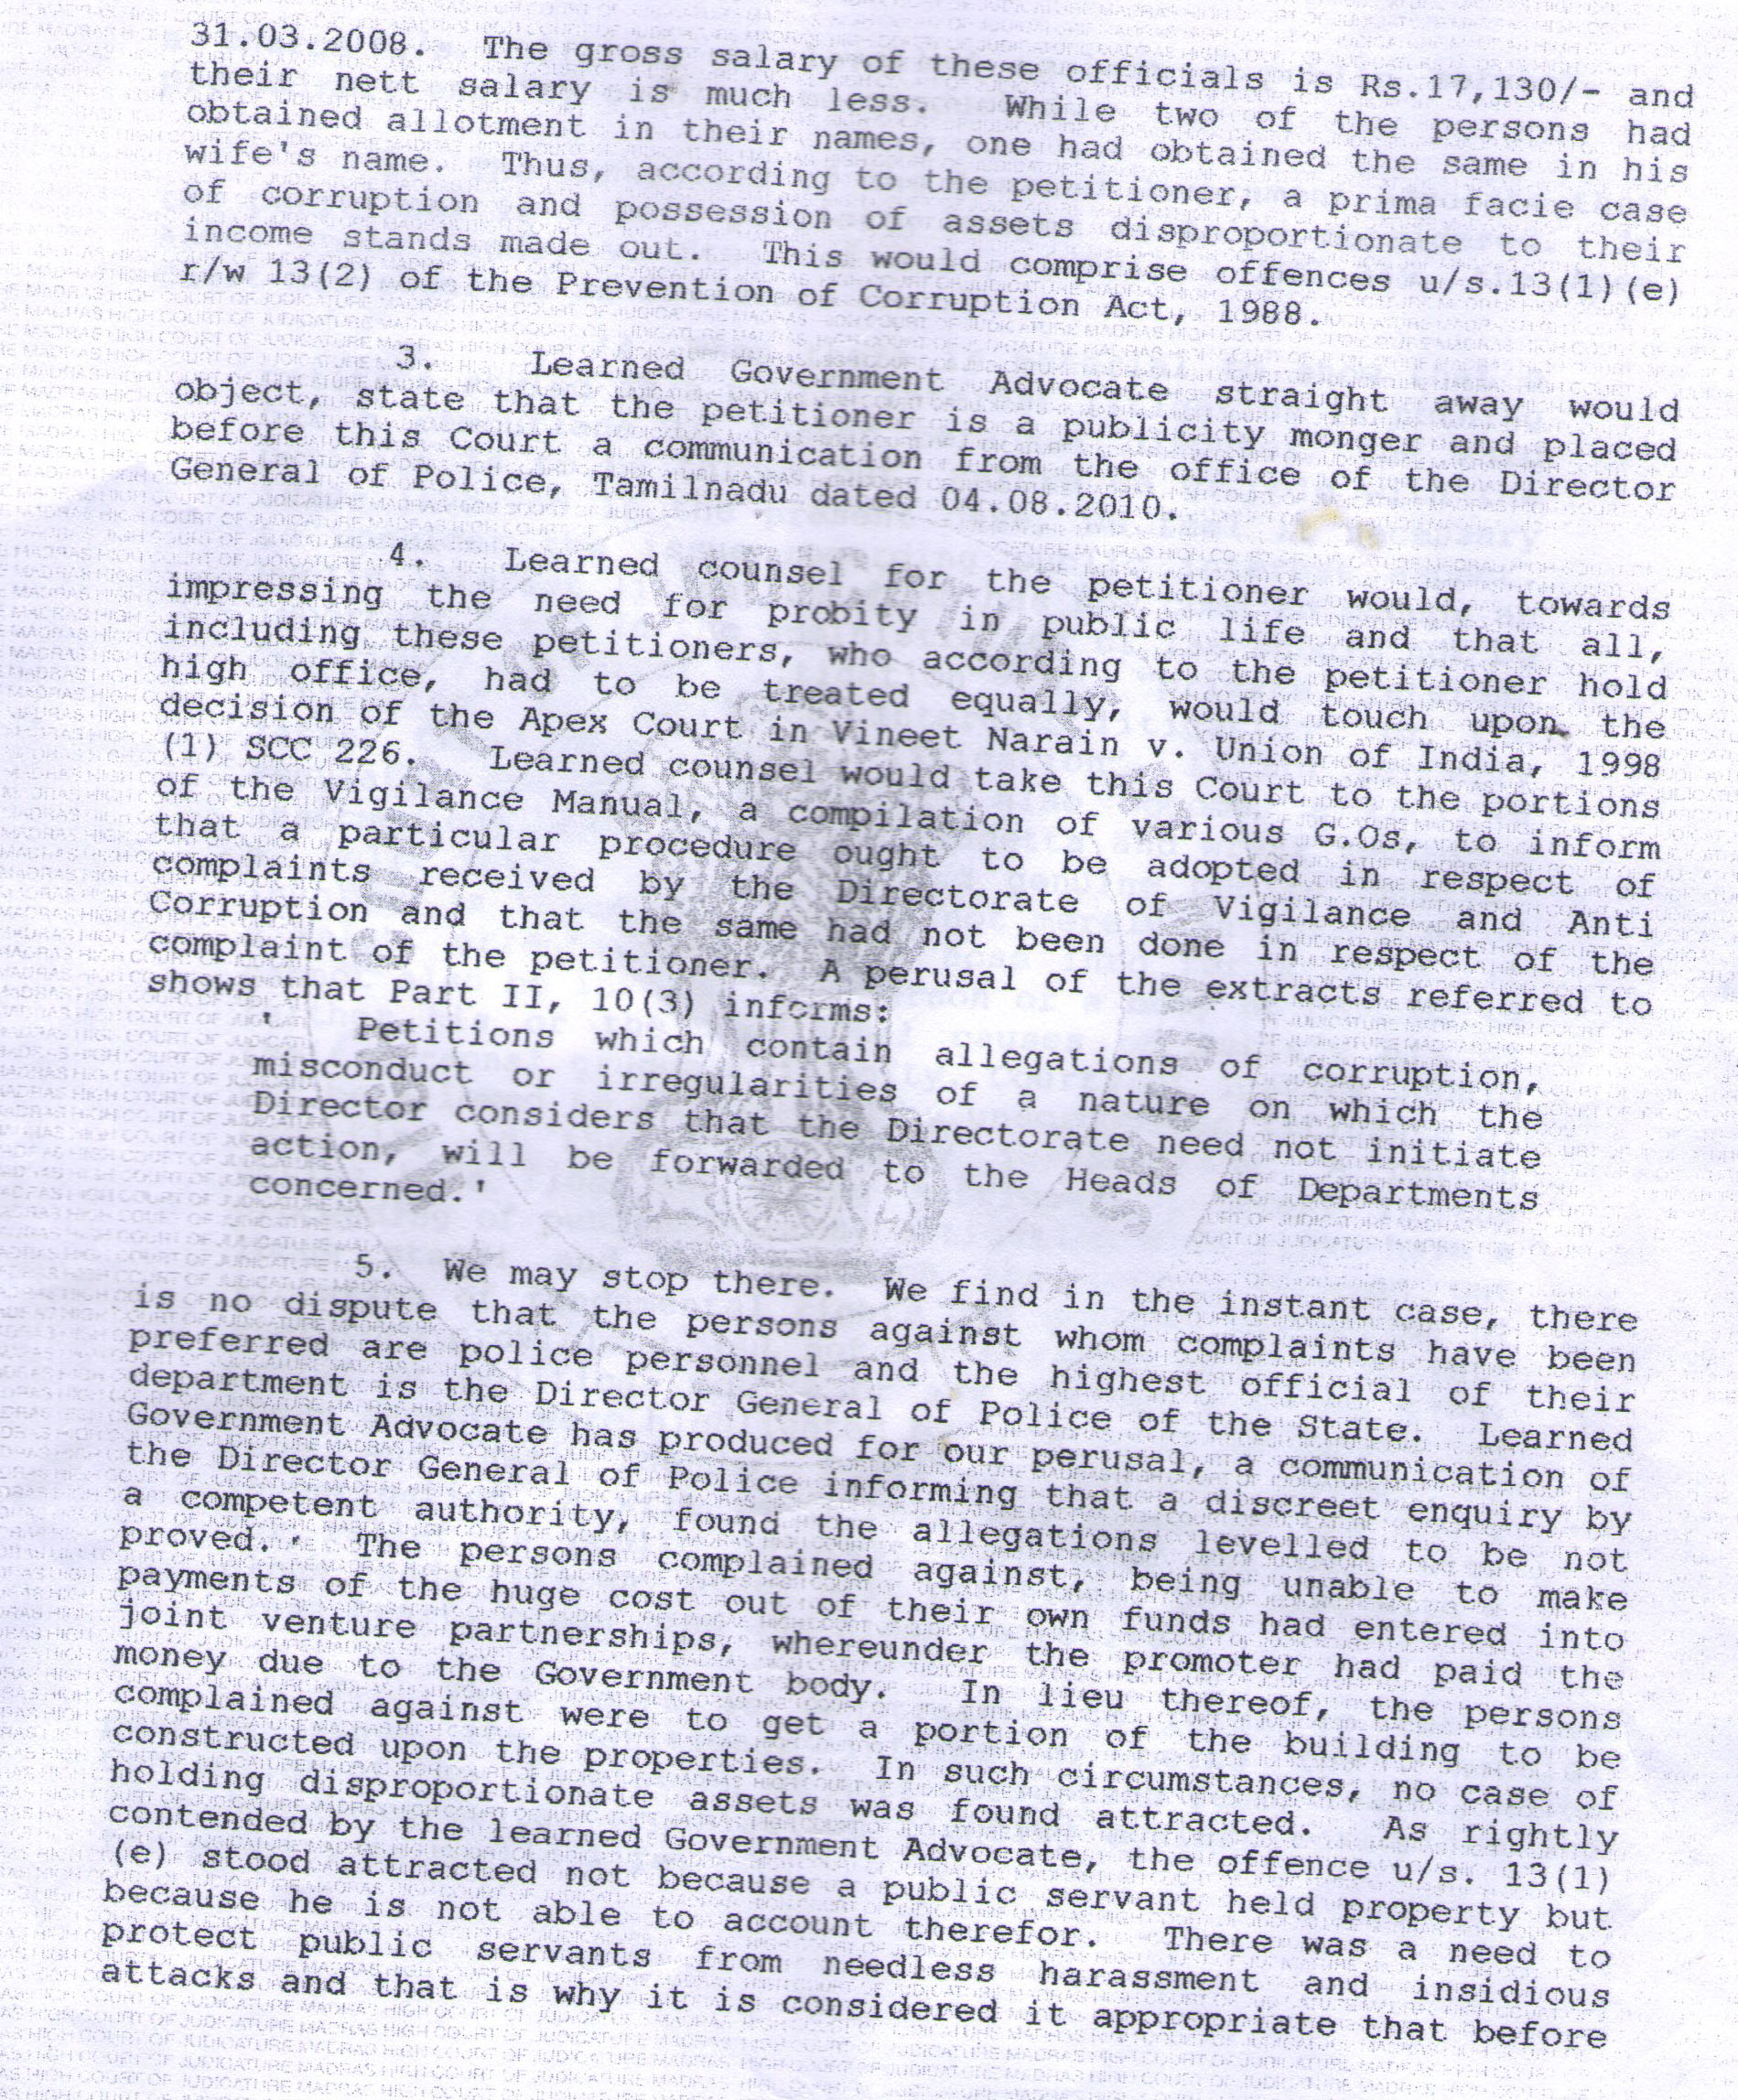 31.03.2008. The gross salary of these officials is Rs.17,130/- and
their nett salary is much less. While two of the persons had
obtained allotment in their names, one had obtained the same in his
wife's name. Thus, according to the petitioner, a prima facie case
of corruption and possession of assets disproportionate to their
income stands made out. This would comprise offences u/s.13(1)(e)
r/w 13(2) of the Prevention of Corruption Act, 1988.
3. Learned Government Advocate straight away would
object, state that the petitioner is a publicity monger and placed
before this Court a communication from the office of the Director
General of Police, Tamilnadu dated 04.08.2010.
4. Learned counsel for the petitioner would, towards
impressing the need for probity in public life and that all,
including these petitioners, who according to the petitioner hold
high office, had to be treated equally, would touch upon the
decision of the Apex Court in Vineet Narain v. Union of India, 1998
(1) SCC 226. Learned counsel would take this Court to the portions
of the Vigilance Manual, a compilation of various G.Os, to inform
that a particular procedure ought to be adopted in respect of
complaints received by the Directorate of Vigilance and Anti
Corruption and that the same had not been done in respect of the
complaint of the petitioner. A perusal of the extracts referred to
shows that Part II, 10(3) informs:
' Petitions which contain allegations of corruption,
misconduct or irregularities of a nature on which the
Director considers that the Directorate need not initiate
action, will be forwarded to the Heads of Departments
concerned.'
5. We may stop there. We find in the instant case, there
is no dispute that the persons against whom complaints have been
preferred are police personnel and the highest official of their
department is the Director General of Police of the State. Learned
Government Advocate has produced for our perusal, a communication of
the Director General of Police informing that a discreet enquiry by
a competent authority, found the allegations levelled to be not
proved.' The persons complained against, being unable to make
payments of the huge cost out of their own funds had entered into
joint venture partnerships, whereunder the promoter had paid the
money due to the Government body. In lieu thereof, the persons
complained against were to get a portion of the building to be
constructed upon the properties. In such circumstances, no case of
holding disproportionate assets was found attracted. As rightly
contended by the learned Government Advocate, the offence u/s. 13(1)
(e) stood attracted not because a public servant held property but
because he is not able to account therefor. There was a need to
protect public servants from needless harassment and insidious
attacks and that is why it is considered it appropriate that before